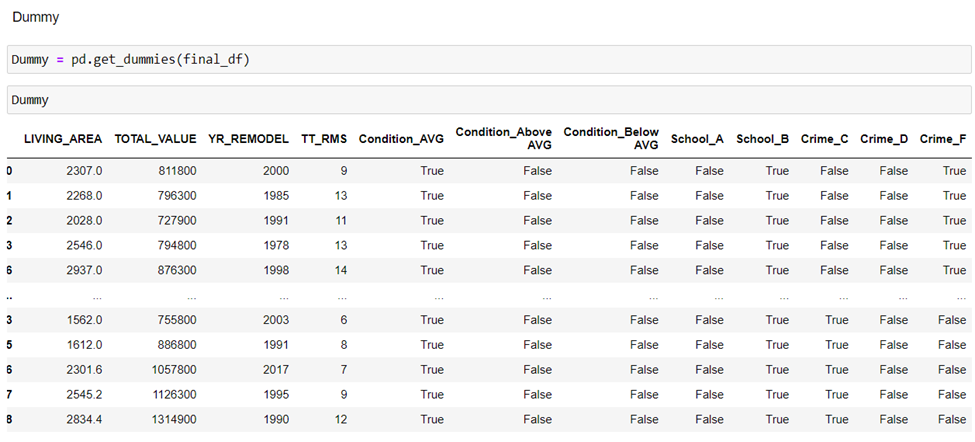 Dummy
Dummy = pd.get_dummies(final_df)
Dummy
LIVING_AREA TOTAL_VALUE YR_REMODEL TT_RMS Condition_AVG Condition_Above AVG Condition_Below AVG School_A School_B Crime_C Crime_D Crime_F
0 2307.0 811800 2000 9 True False False False True False False True
1 2268.0 796300 1985 13 True False False False True False False True
2 2028.0 727900 1991 11 True False False False True False False True
3 2546.0 794800 1978 13 True False False False True False False True
6 2937.0 876300 1998 14 True False False False True False False True
.. ... ... ... ... ... ... ... ... ... ... ... ...
3 1562.0 755800 2003 6 True False False False True True False False
5 1612.0 886800 1991 8 True False False False True True False False
6 2301.6 1057800 2017 7 True False False False True True False False
7 2545.2 1126300 1995 9 True False False False True True False False
8 2834.4 1314900 1990 12 True False False False True True False False